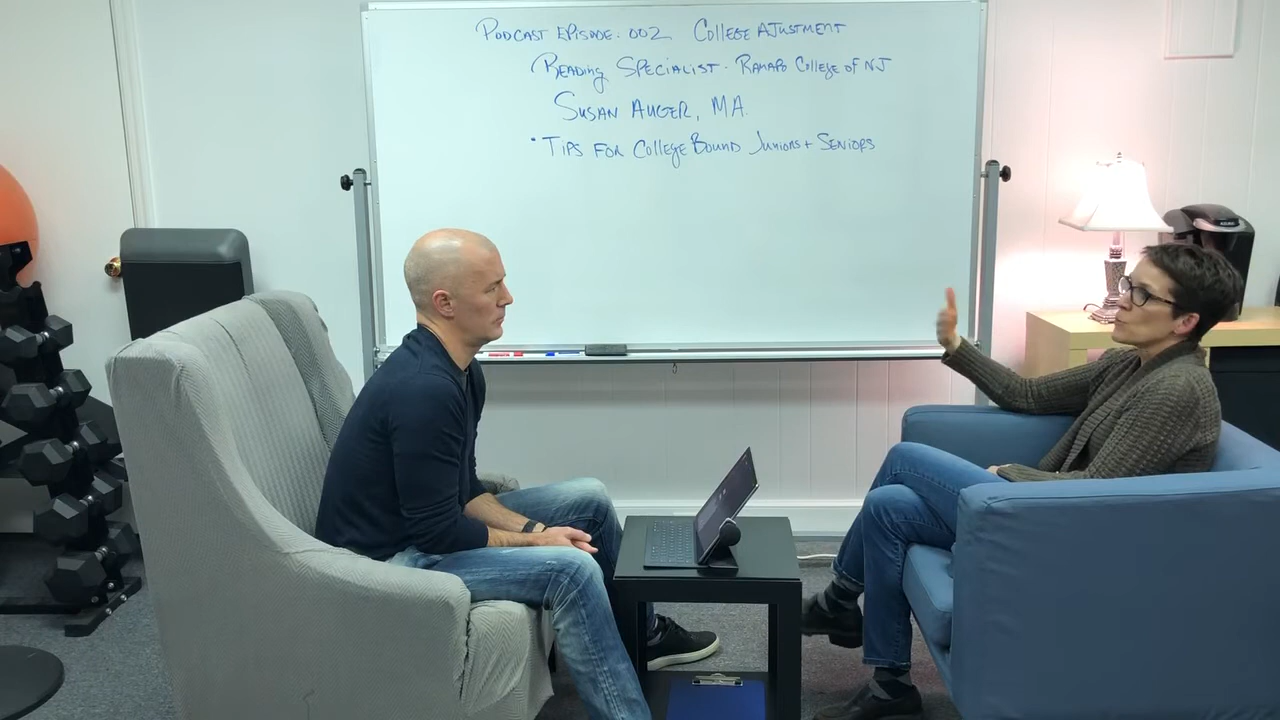 PODCAST EPISODE. 002 COLLEGE AJUSTMENT
READING SPECIALIST. RAMAPO COLLEGE OF NJ
SUSAN AUGER, MA.
• TIPS FOR COLLEGE BOUND JUNIORS + SENIORS